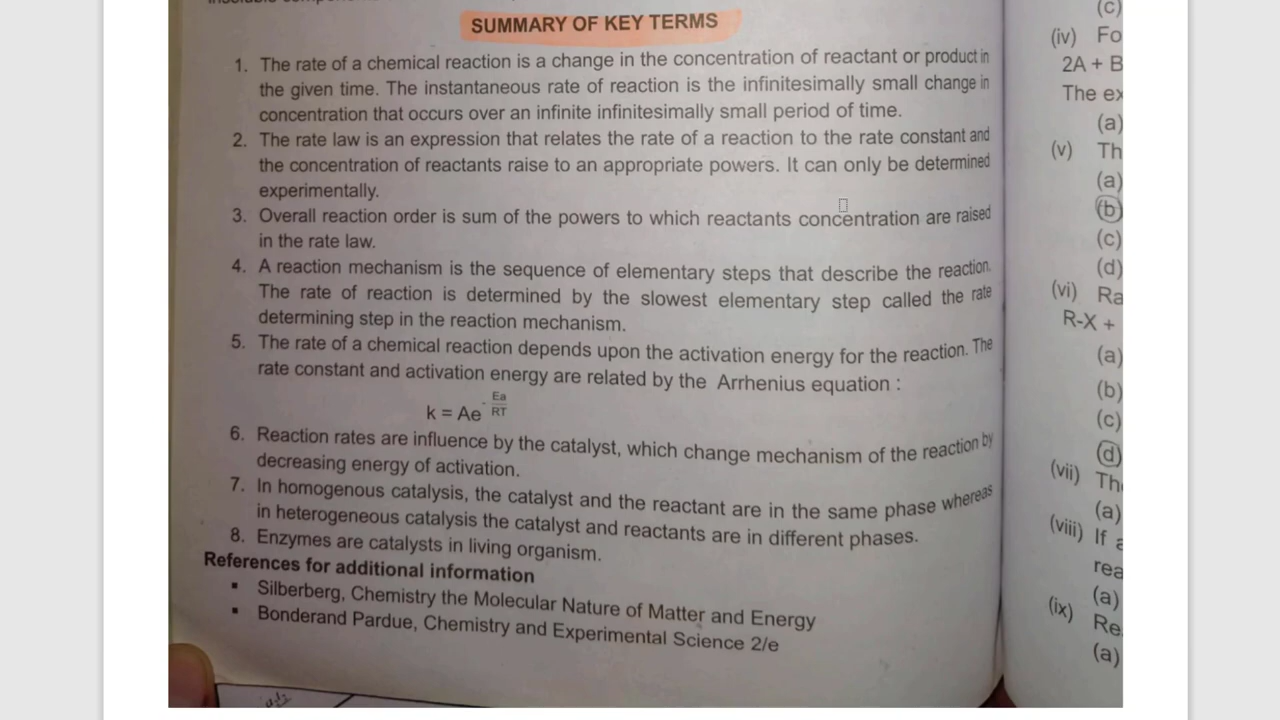 SUMMARY OF KEY TERMS
1. The rate of a chemical reaction is a change in the concentration of reactant or product in
the given time. The instantaneous rate of reaction is the infinitesimally small change in
concentration that occurs over an infinite infinitesimally small period of time.
2. The rate law is an expression that relates the rate of a reaction to the rate constant and
the concentration of reactants raise to an appropriate powers. It can only be determined
experimentally.
3. Overall reaction order is sum of the powers to which reactants concentration are raised
in the rate law.
4. A reaction mechanism is the sequence of elementary steps that describe the reaction.
The rate of reaction is determined by the slowest elementary step called the rate
determining step in the reaction mechanism.
5. The rate of a chemical reaction depends upon the activation energy for the reaction. The
rate constant and activation energy are related by the Arrhenius equation :
k = Ae - Ea
RT
6. Reaction rates are influence by the catalyst, which change mechanism of the reaction by
decreasing energy of activation.
7. In homogenous catalysis, the catalyst and the reactant are in the same phase whereas
in heterogeneous catalysis the catalyst and reactants are in different phases.
8. Enzymes are catalysts in living organism.
References for additional information
▪ Silberberg, Chemistry the Molecular Nature of Matter and Energy
▪ Bonderand Pardue, Chemistry and Experimental Science 2/e
(c)
(iv) Fo
2A + B
The ex
(a)
(v) Th
(a)
(b)
(c)
(d)
(vi) Ra
R-X +
(a)
(b)
(c)
(d)
(vii) Th
(a)
(viii) If
rea
(a)
(ix) Re
(a)